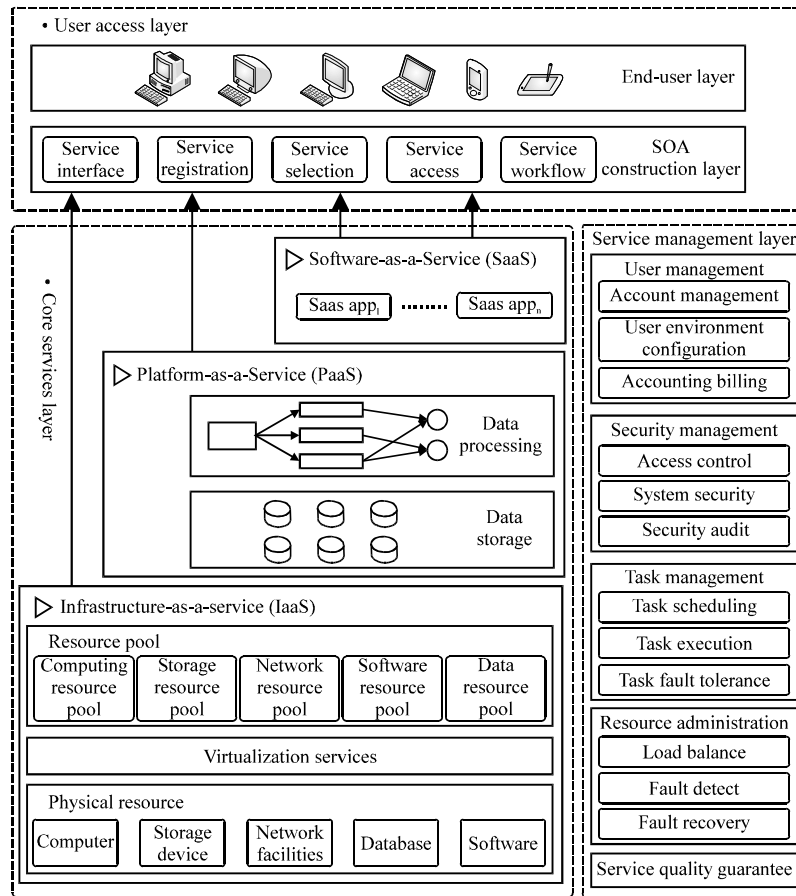 • User access layer
End-user layer
Service
interface
Service
registration
Service
selection
Service
access
Service
workflow
SOA
construction layer
• Core services layer
Software-as-a-Service (SaaS)
Saas app₁ ........ Saas appₙ
Platform-as-a-Service (PaaS)
Data
processing
Data
storage
Infrastructure-as-a-service (IaaS)
Resource pool
Computing
resource
pool
Storage
resource
pool
Network
resource
pool
Software
resource
pool
Data
resource
pool
Virtualization services
Physical resource
Computer
Storage
device
Network
facilities
Database
Software
Service management layer
User management
Account management
User environment
configuration
Accounting billing
Security management
Access control
System security
Security audit
Task management
Task scheduling
Task execution
Task fault tolerance
Resource administration
Load balance
Fault detect
Fault recovery
Service quality guarantee